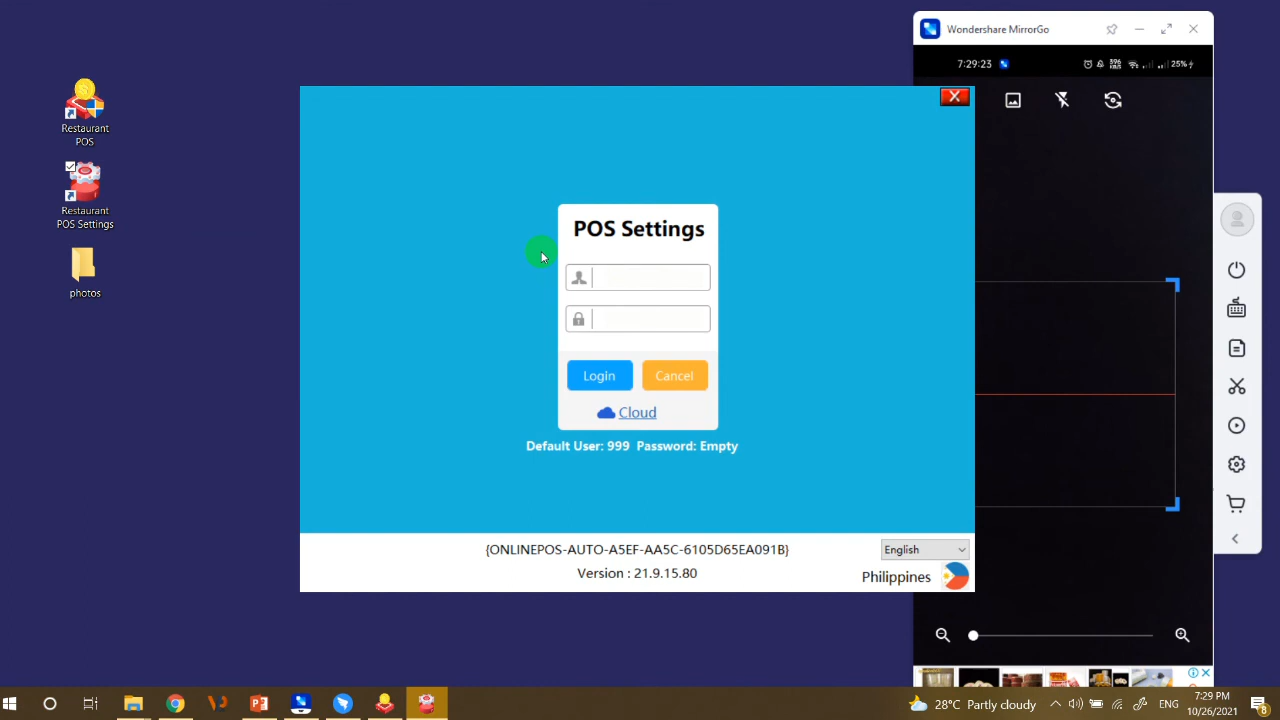 Restaurant
POS
Restaurant
POS Settings
photos
Wondershare MirrorGo
7:29:23
25%
X
POS Settings
Login
Cancel
Cloud
Default User: 999 Password: Empty
{ONLINEPOS-AUTO-A5EF-AA5C-6105D65EA091B}
English
Version : 21.9.15.80
Philippines
28°C Partly cloudy
ENG
7:29 PM
10/26/2021
8